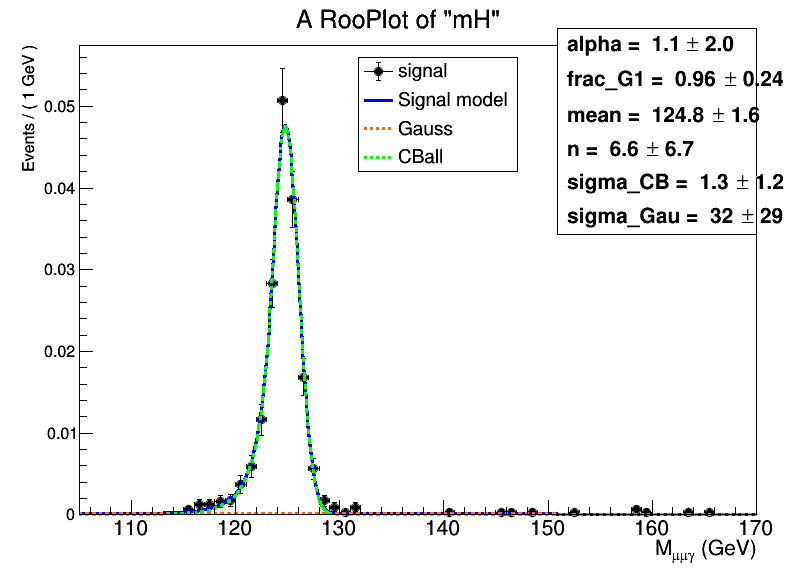 A RooPlot of "mH"
Events / ( 1 GeV )
signal
Signal model
Gauss
CBall
alpha = 1.1 ± 2.0
frac_G1 = 0.96 ± 0.24
mean = 124.8 ± 1.6
n = 6.6 ± 6.7
sigma_CB = 1.3 ± 1.2
sigma_Gau = 32 ± 29
0.05
0.04
0.03
0.02
0.01
0
110 120 130 140 150 160 170
Mμμγ (GeV)